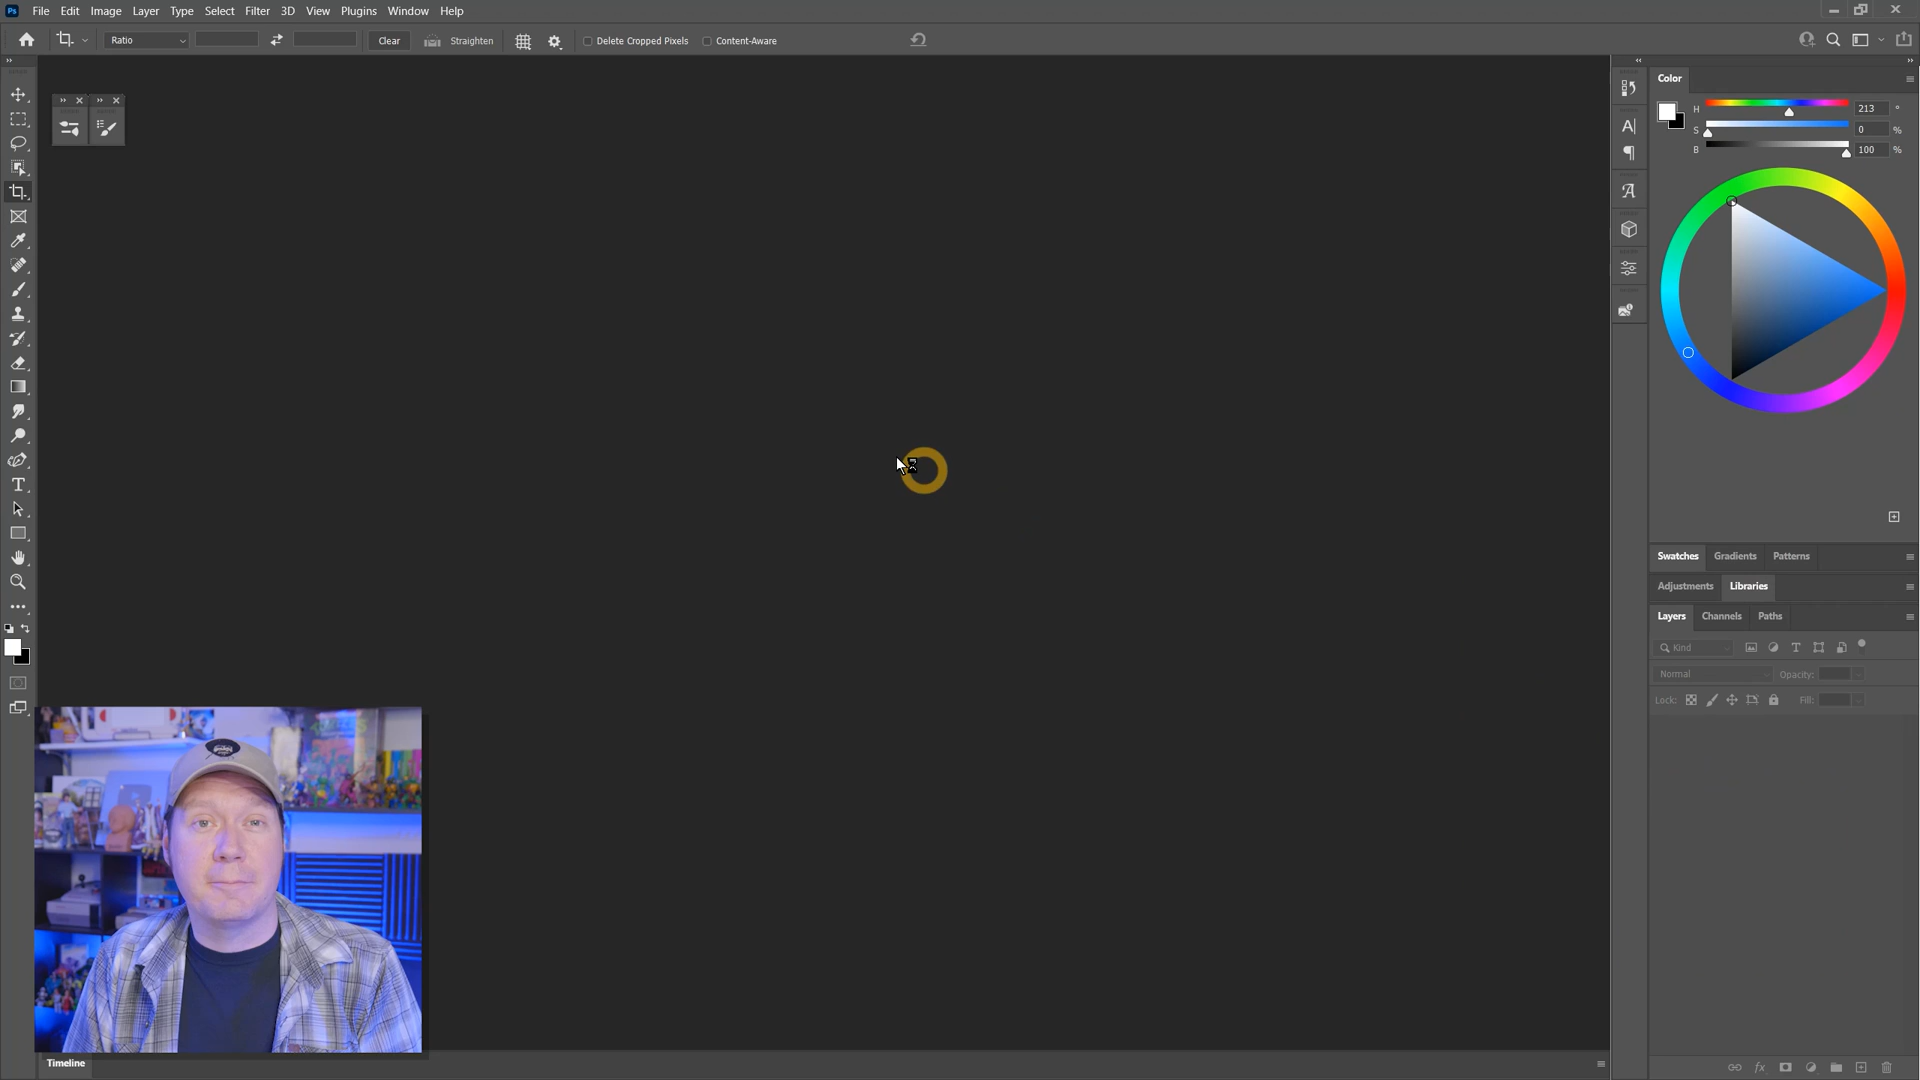 Ps File Edit Image Layer Type Select Filter 3D View Plugins Window Help
Ratio Clear Straighten Delete Cropped Pixels Content-Aware
Color
H 213 °
S 0 %
B 100 %
Swatches Gradients Patterns
Adjustments Libraries
Layers Channels Paths
Kind
Normal Opacity:
Lock: Fill:
fx
Timeline